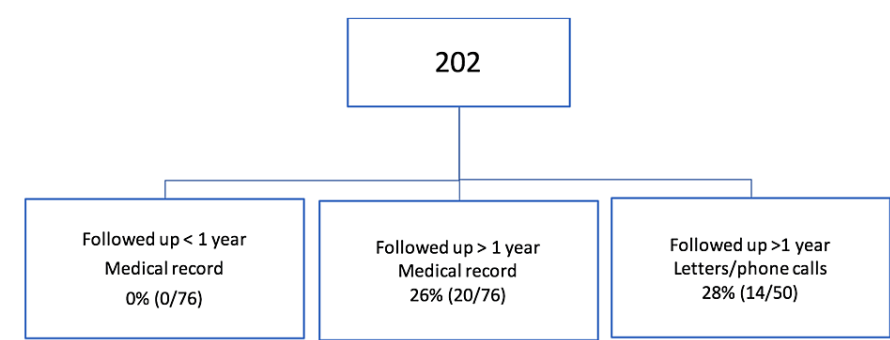 202
Followed up < 1 year
Medical record
0% (0/76)
Followed up > 1 year
Medical record
26% (20/76)
Followed up >1 year
Letters/phone calls
28% (14/50)